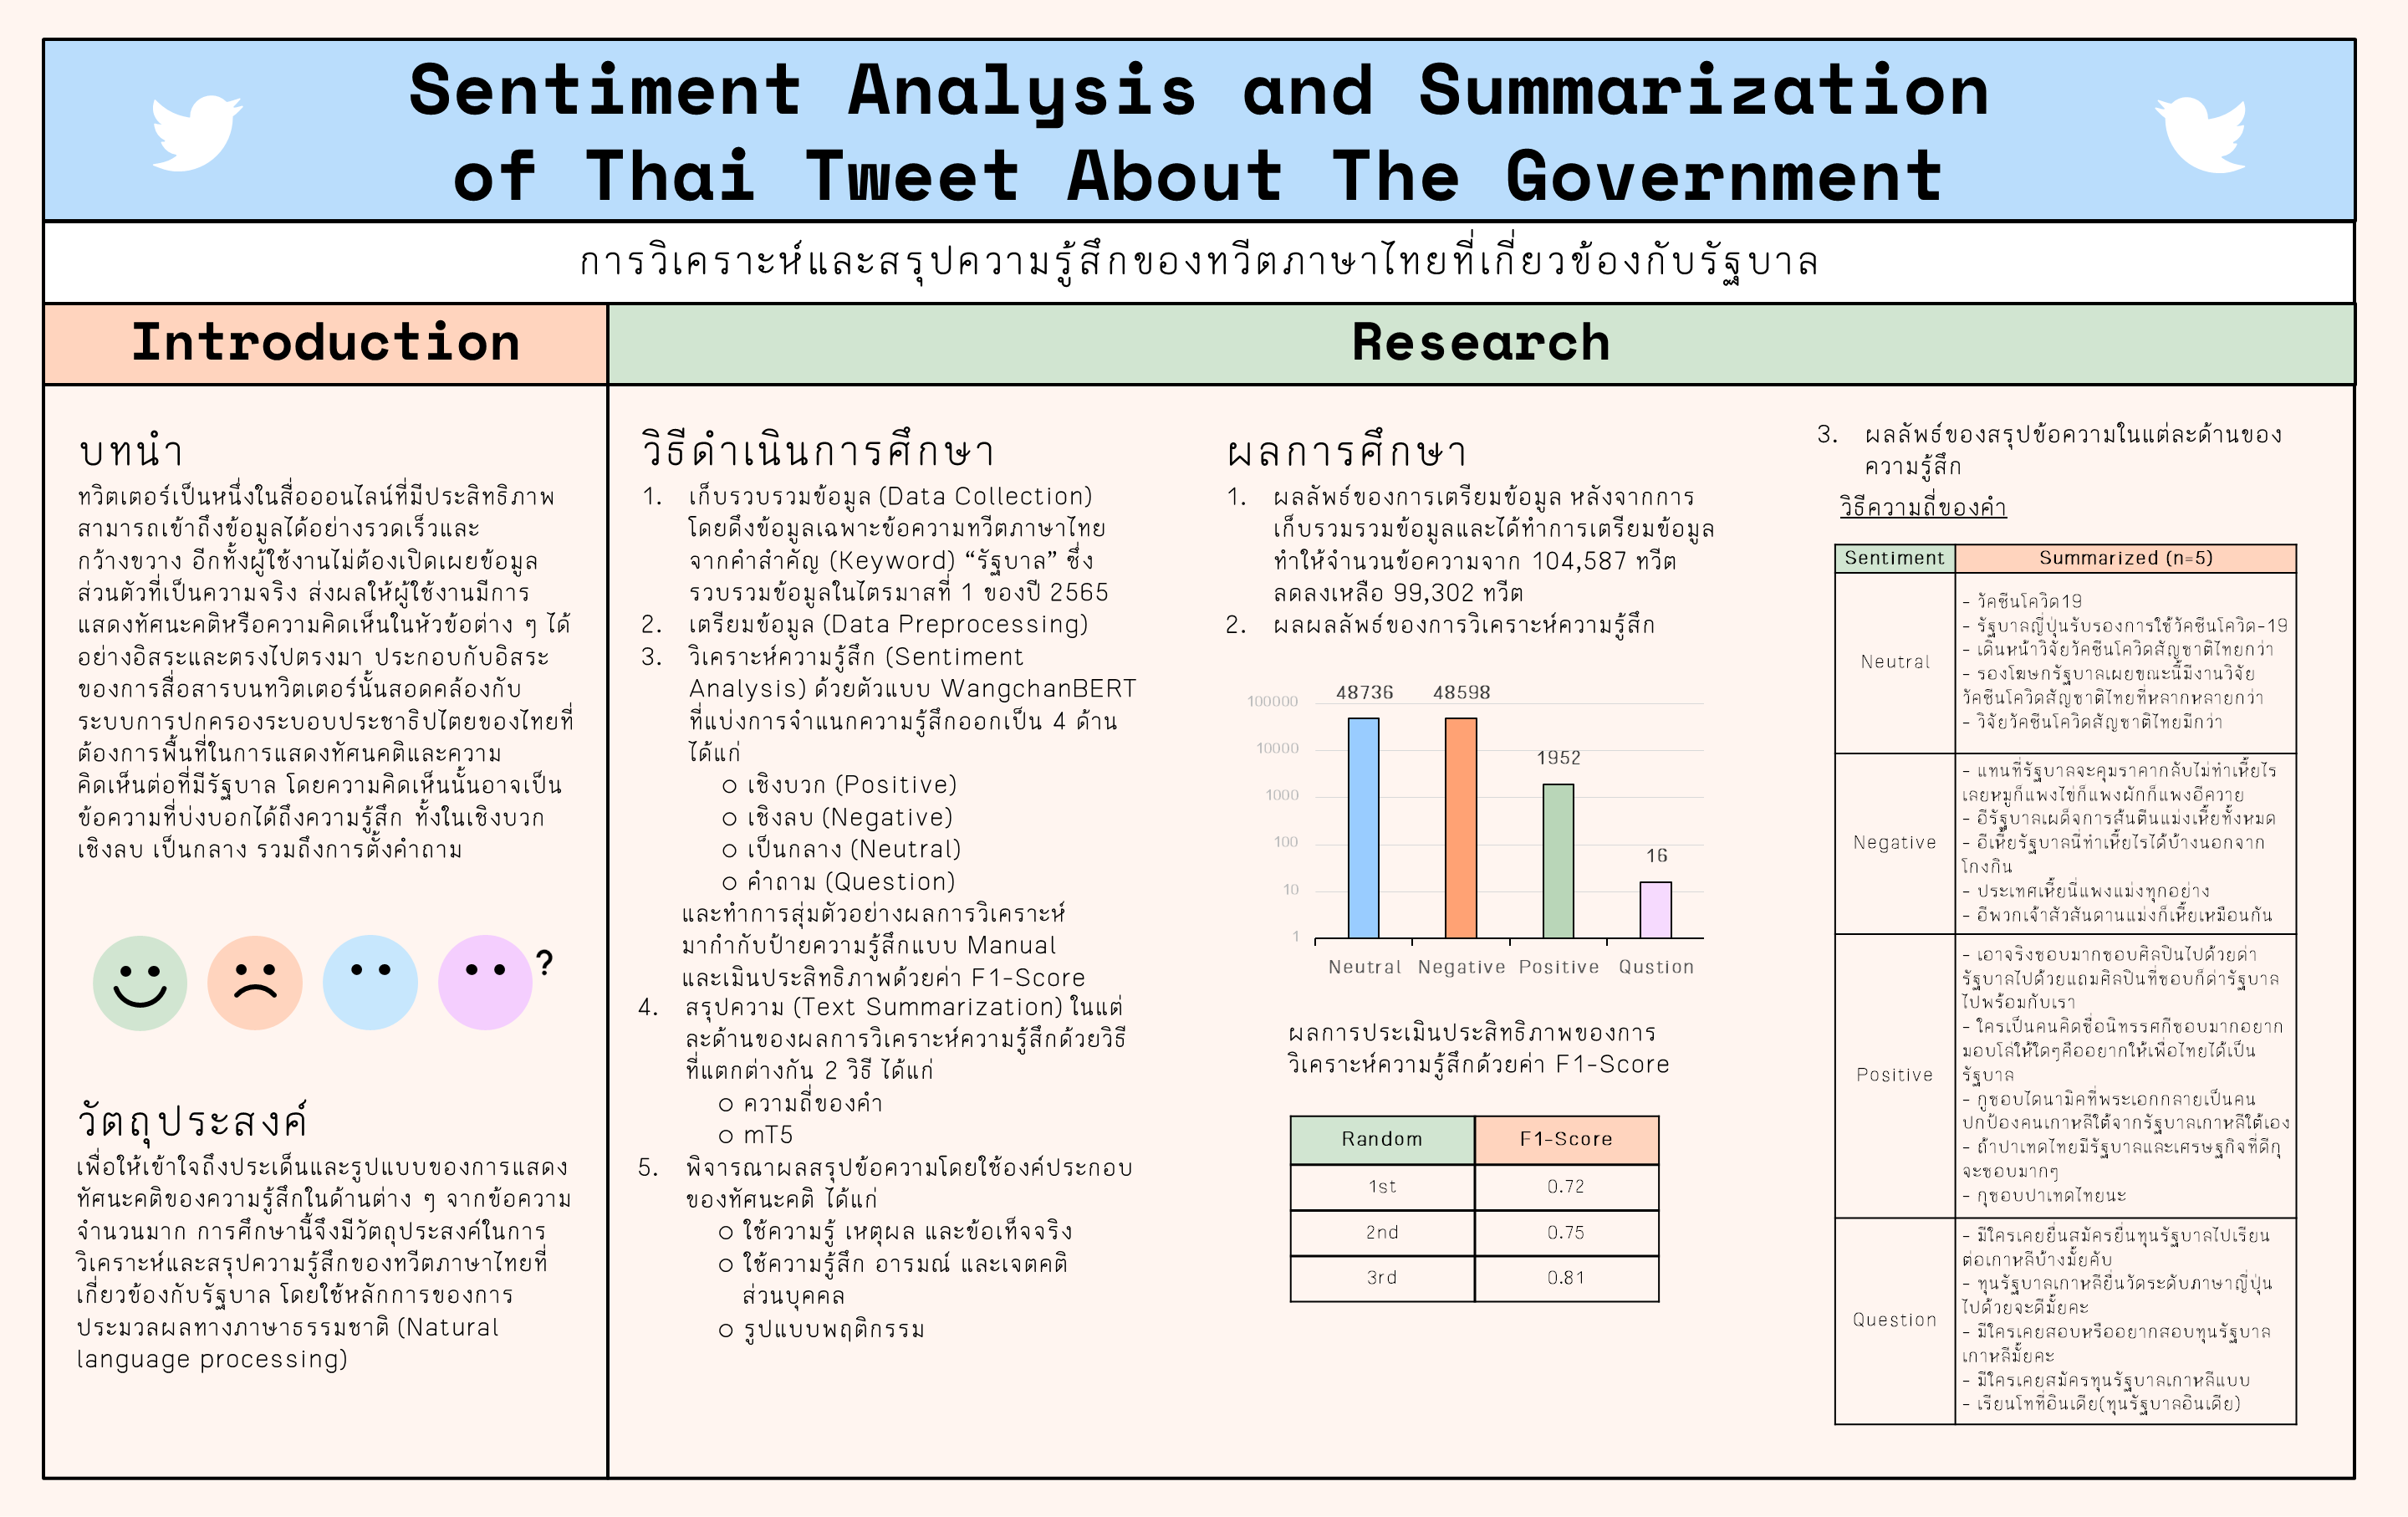 Sentiment Analysis and Summarization
of Thai Tweet About The Government
การวิเคราะห์และสรุปความรู้สึกของทวีตภาษาไทยที่เกี่ยวข้องกับรัฐบาล
Introduction
Research
บทนำ
ทวิตเตอร์เป็นหนึ่งในสื่อออนไลน์ที่มีประสิทธิภาพ
สามารถเข้าถึงข้อมูลได้อย่างรวดเร็วและ
กว้างขวาง อีกทั้งผู้ใช้งานไม่ต้องเปิดเผยข้อมูล
ส่วนตัวที่เป็นความจริง ส่งผลให้ผู้ใช้งานมีการ
แสดงทัศนะคติหรือความคิดเห็นในหัวข้อต่าง ๆ ได้
อย่างอิสระและตรงไปตรงมา ประกอบกับอิสระ
ของการสื่อสารบนทวิตเตอร์นั้นสอดคล้องกับ
ระบบการปกครองระบอบประชาธิปไตยของไทยที่
ต้องการพื้นที่ในการแสดงทัศนคติและความ
คิดเห็นต่อที่มีรัฐบาล โดยความคิดเห็นนั้นอาจเป็น
ข้อความที่บ่งบอกได้ถึงความรู้สึก ทั้งในเชิงบวก
เชิงลบ เป็นกลาง รวมถึงการตั้งคำถาม
?
วัตถุประสงค์
เพื่อให้เข้าใจถึงประเด็นและรูปแบบของการแสดง
ทัศนะคติของความรู้สึกในด้านต่าง ๆ จากข้อความ
จำนวนมาก การศึกษานี้จึงมีวัตถุประสงค์ในการ
วิเคราะห์และสรุปความรู้สึกของทวีตภาษาไทยที่
เกี่ยวข้องกับรัฐบาล โดยใช้หลักการของการ
ประมวลผลทางภาษาธรรมชาติ (Natural
language processing)
วิธีดำเนินการศึกษา
1. เก็บรวบรวมข้อมูล (Data Collection)
โดยดึงข้อมูลเฉพาะข้อความทวีตภาษาไทย
จากคำสำคัญ (Keyword) “รัฐบาล” ซึ่ง
รวบรวมข้อมูลในไตรมาสที่ 1 ของปี 2565
2. เตรียมข้อมูล (Data Preprocessing)
3. วิเคราะห์ความรู้สึก (Sentiment
Analysis) ด้วยตัวแบบ WangchanBERT
ที่แบ่งการจำแนกความรู้สึกออกเป็น 4 ด้าน
ได้แก่
○ เชิงบวก (Positive)
○ เชิงลบ (Negative)
○ เป็นกลาง (Neutral)
○ คำถาม (Question)
และทำการสุ่มตัวอย่างผลการวิเคราะห์
มากำกับป้ายความรู้สึกแบบ Manual
และเมินประสิทธิภาพด้วยค่า F1-Score
4. สรุปความ (Text Summarization) ในแต่
ละด้านของผลการวิเคราะห์ความรู้สึกด้วยวิธี
ที่แตกต่างกัน 2 วิธี ได้แก่
○ ความถี่ของคำ
○ mT5
5. พิจารณาผลสรุปข้อความโดยใช้องค์ประกอบ
ของทัศนะคติ ได้แก่
○ ใช้ความรู้ เหตุผล และข้อเท็จจริง
○ ใช้ความรู้สึก อารมณ์ และเจตคติ
ส่วนบุคคล
○ รูปแบบพฤติกรรม
ผลการศึกษา
1. ผลลัพธ์ของการเตรียมข้อมูล หลังจากการ
เก็บรวมรวมข้อมูลและได้ทำการเตรียมข้อมูล
ทำให้จำนวนข้อความจาก 104,587 ทวีต
ลดลงเหลือ 99,302 ทวีต
2. ผลผลลัพธ์ของการวิเคราะห์ความรู้สึก
100000
10000
1000
100
10
1
48736 48598 1952 16
Neutral Negative Positive Qustion
ผลการประเมินประสิทธิภาพของการ
วิเคราะห์ความรู้สึกด้วยค่า F1-Score
Random F1-Score
1st 0.72
2nd 0.75
3rd 0.81
3. ผลลัพธ์ของสรุปข้อความในแต่ละด้านของ
ความรู้สึก
วิธีความถี่ของคำ
Sentiment Summarized (n=5)
Neutral
- วัคซีนโควิด19
- รัฐบาลญี่ปุ่นรับรองการใช้วัคซีนโควิด-19
- เดินหน้าวิจัยวัคซีนโควิดสัญชาติไทยกว่า
- รองโฆษกรัฐบาลเผยขณะนี้มีงานวิจัย
วัคซีนโควิดสัญชาติไทยที่หลากหลายกว่า
- วิจัยวัคซีนโควิดสัญชาติไทยมีกว่า
Negative
- แทนที่รัฐบาลจะคุมราคากลับไม่ทำเหี้ยไร
เลยหมูก็แพงไข่ก็แพงผักก็แพงอีควาย
- อีรัฐบาลเผด็จการส้นตีนแม่งเหี้ยทั้งหมด
- อีเหี้ยรัฐบาลนี่ทำเหี้ยไรได้บ้างนอกจาก
โกงกิน
- ประเทศเหี้ยนี่แพงแม่งทุกอย่าง
- อีพวกเจ้าสัวสันดานแม่งก็เหี้ยเหมือนกัน
Positive
- เอาจริงชอบมากชอบศิลปินไปด้วยด่า
รัฐบาลไปด้วยแถมศิลปินที่ชอบก็ด่ารัฐบาล
ไปพร้อมกับเรา
- ใครเป็นคนคิดชื่อนิทรรศกีชอบมากอยาก
มอบโล่ให้ใดๆคืออยากให้เพื่อไทยได้เป็น
รัฐบาล
- กูชอบไดนามิคที่พระเอกกลายเป็นคน
ปกป้องคนเกาหลีใต้จากรัฐบาลเกาหลีใต้เอง
- ถ้าปาเทดไทยมีรัฐบาลและเศรษฐกิจที่ดีกุ
จะชอบมากๆ
- กุชอบปาเทดไทยนะ
Question
- มีใครเคยยื่นสมัครยื่นทุนรัฐบาลไปเรียน
ต่อเกาหลีบ้างมั้ยคับ
- ทุนรัฐบาลเกาหลียื่นวัดระดับภาษาญี่ปุ่น
ไปด้วยจะดีมั้ยคะ
- มีใครเคยสอบหรืออยากสอบทุนรัฐบาล
เกาหลีมั้ยคะ
- มีใครเคยสมัครทุนรัฐบาลเกาหลีแบบ
- เรียนโทที่อินเดีย(ทุนรัฐบาลอินเดีย)